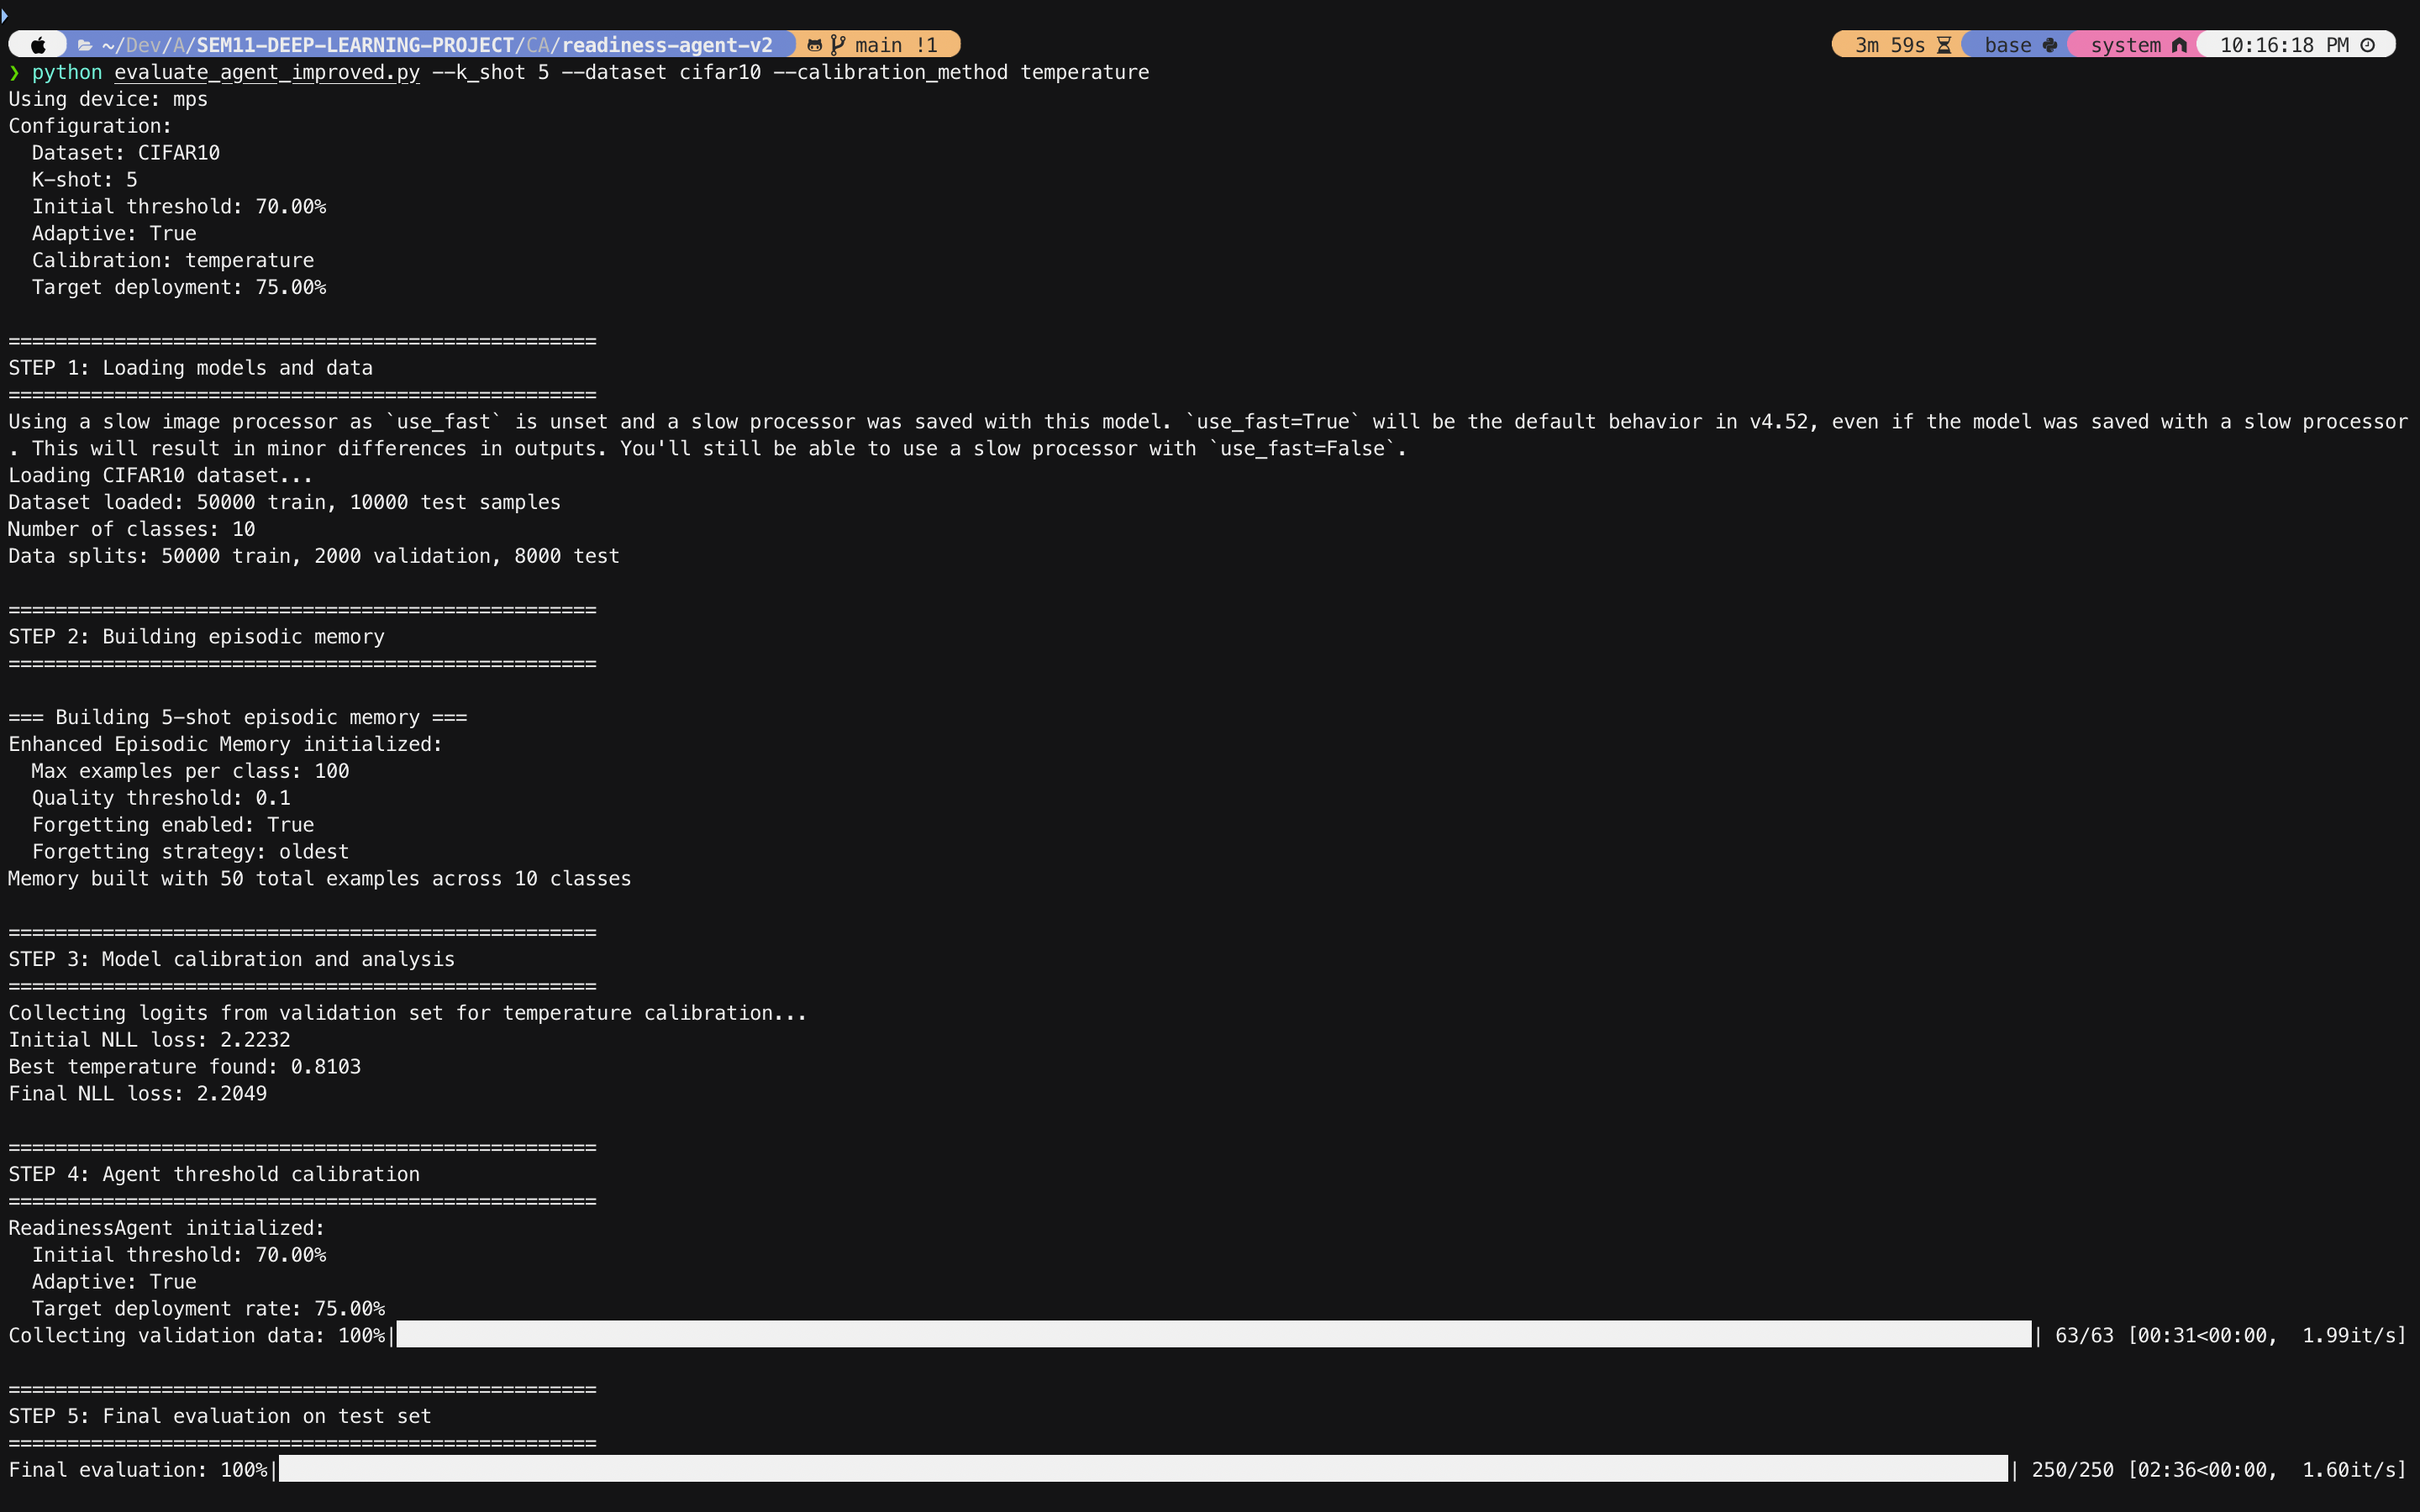 ~/Dev/A/SEM11-DEEP-LEARNING-PROJECT/CA/readiness-agent-v2 main !1 3m 59s base system 10:16:18 PM
❯ python evaluate_agent_improved.py --k_shot 5 --dataset cifar10 --calibration_method temperature
Using device: mps
Configuration:
  Dataset: CIFAR10
  K-shot: 5
  Initial threshold: 70.00%
  Adaptive: True
  Calibration: temperature
  Target deployment: 75.00%

==================================================
STEP 1: Loading models and data
==================================================
Using a slow image processor as `use_fast` is unset and a slow processor was saved with this model. `use_fast=True` will be the default behavior in v4.52, even if the model was saved with a slow processor
. This will result in minor differences in outputs. You'll still be able to use a slow processor with `use_fast=False`.
Loading CIFAR10 dataset...
Dataset loaded: 50000 train, 10000 test samples
Number of classes: 10
Data splits: 50000 train, 2000 validation, 8000 test

==================================================
STEP 2: Building episodic memory
==================================================

=== Building 5-shot episodic memory ===
Enhanced Episodic Memory initialized:
  Max examples per class: 100
  Quality threshold: 0.1
  Forgetting enabled: True
  Forgetting strategy: oldest
Memory built with 50 total examples across 10 classes

==================================================
STEP 3: Model calibration and analysis
==================================================
Collecting logits from validation set for temperature calibration...
Initial NLL loss: 2.2232
Best temperature found: 0.8103
Final NLL loss: 2.2049

==================================================
STEP 4: Agent threshold calibration
==================================================
ReadinessAgent initialized:
  Initial threshold: 70.00%
  Adaptive: True
  Target deployment rate: 75.00%
Collecting validation data: 100%| | 63/63 [00:31<00:00,  1.99it/s]

==================================================
STEP 5: Final evaluation on test set
==================================================
Final evaluation: 100%| | 250/250 [02:36<00:00,  1.60it/s]